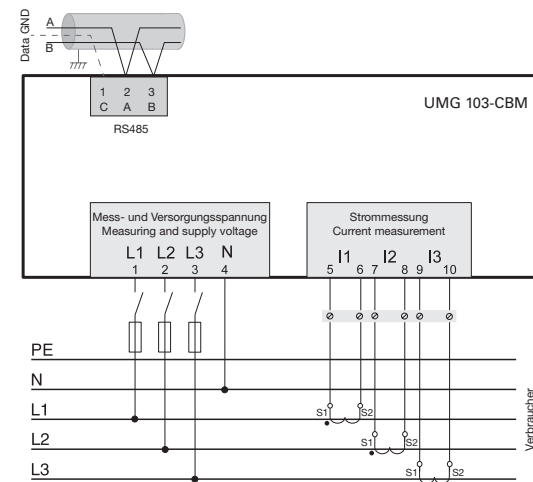 Data GND
A
B
1 2 3
C A B
RS485
UMG 103-CBM
Mess- und Versorgungsspannung
Measuring and supply voltage
L1 L2 L3 N
1 2 3 4
Strommessung
Current measurement
I1 I2 I3
5 6 7 8 9 10
PE
N
L1
S1 S2
L2
S1 S2
L3
S1 S2
Verbraucher